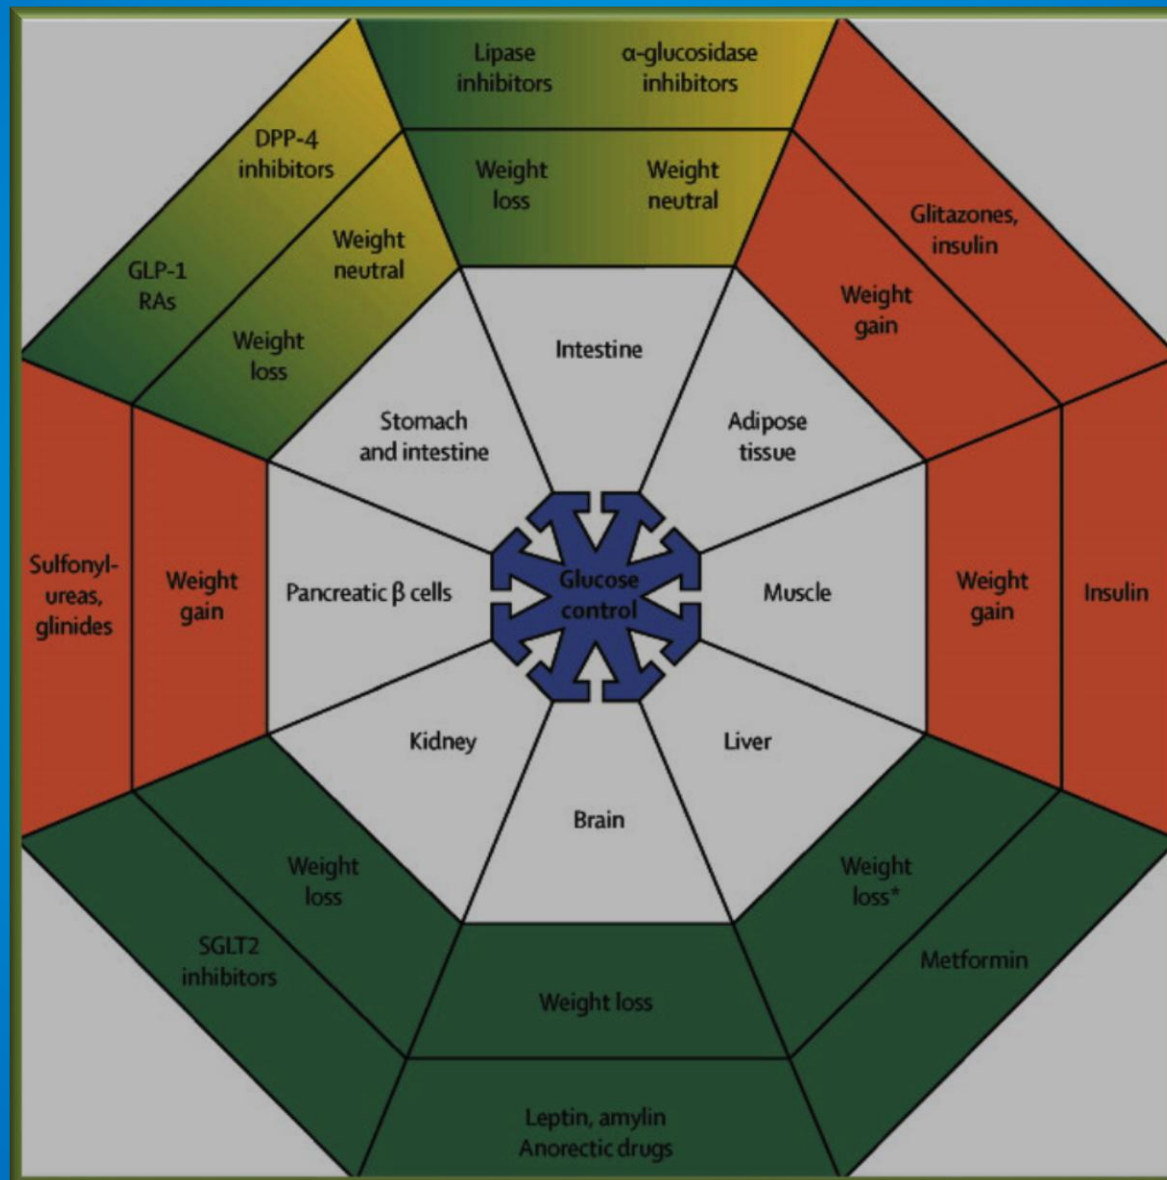 Lipase
inhibitors
α-glucosidase
inhibitors
Weight
loss
Weight
neutral
DPP-4
inhibitors
GLP-1
RAs
Weight
neutral
Weight
loss
Glitazones,
insulin
Weight
gain
Intestine
Stomach
and intestine
Adipose
tissue
Sulfonyl-
ureas,
glinides
Weight
gain
Pancreatic β cells
Glucose
control
Muscle
Weight
gain
Insulin
Kidney
Liver
Brain
Weight
loss
Weight
loss*
SGLT2
inhibitors
Metformin
Weight loss
Leptin, amylin
Anorectic drugs